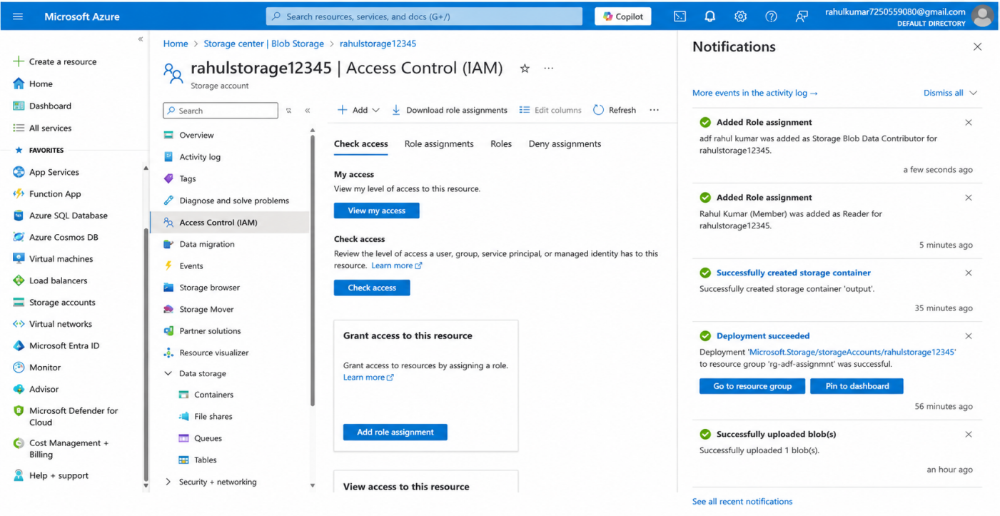 Microsoft Azure
Search resources, services, and docs (G+/)
Copilot
rahulkumar7250559080@gmail.com
DEFAULT DIRECTORY
Create a resource
Home
Dashboard
All services
FAVORITES
App Services
Function App
Azure SQL Database
Azure Cosmos DB
Virtual machines
Load balancers
Storage accounts
Virtual networks
Microsoft Entra ID
Monitor
Advisor
Microsoft Defender for
Cloud
Cost Management +
Billing
Help + support
Home > Storage center | Blob Storage > rahulstorage12345
rahulstorage12345 | Access Control (IAM)
Storage account
Search
Overview
Activity log
Tags
Diagnose and solve problems
Access Control (IAM)
Data migration
Events
Storage browser
Storage Mover
Partner solutions
Resource visualizer
Data storage
Containers
File shares
Queues
Tables
Security + networking
Add
Download role assignments
Edit columns
Refresh
Check access
Role assignments
Roles
Deny assignments
My access
View my level of access to this resource.
View my access
Check access
Review the level of access a user, group, service principal, or managed identity has to this
resource. Learn more
Check access
Grant access to this resource
Grant access to resources by assigning a role.
Learn more
Add role assignment
View access to this resource
Notifications
More events in the activity log →
Dismiss all
Added Role assignment
adf rahul kumar was added as Storage Blob Data Contributor for
rahulstorage12345.
a few seconds ago
Added Role assignment
Rahul Kumar (Member) was added as Reader for
rahulstorage12345.
5 minutes ago
Successfully created storage container
Successfully created storage container 'output'.
35 minutes ago
Deployment succeeded
Deployment 'Microsoft.Storage/storageAccounts/rahulstorage12345'
to resource group 'rg-adf-assignmnt' was successful.
Go to resource group
Pin to dashboard
56 minutes ago
Successfully uploaded blob(s)
Successfully uploaded 1 blob(s).
an hour ago
See all recent notifications